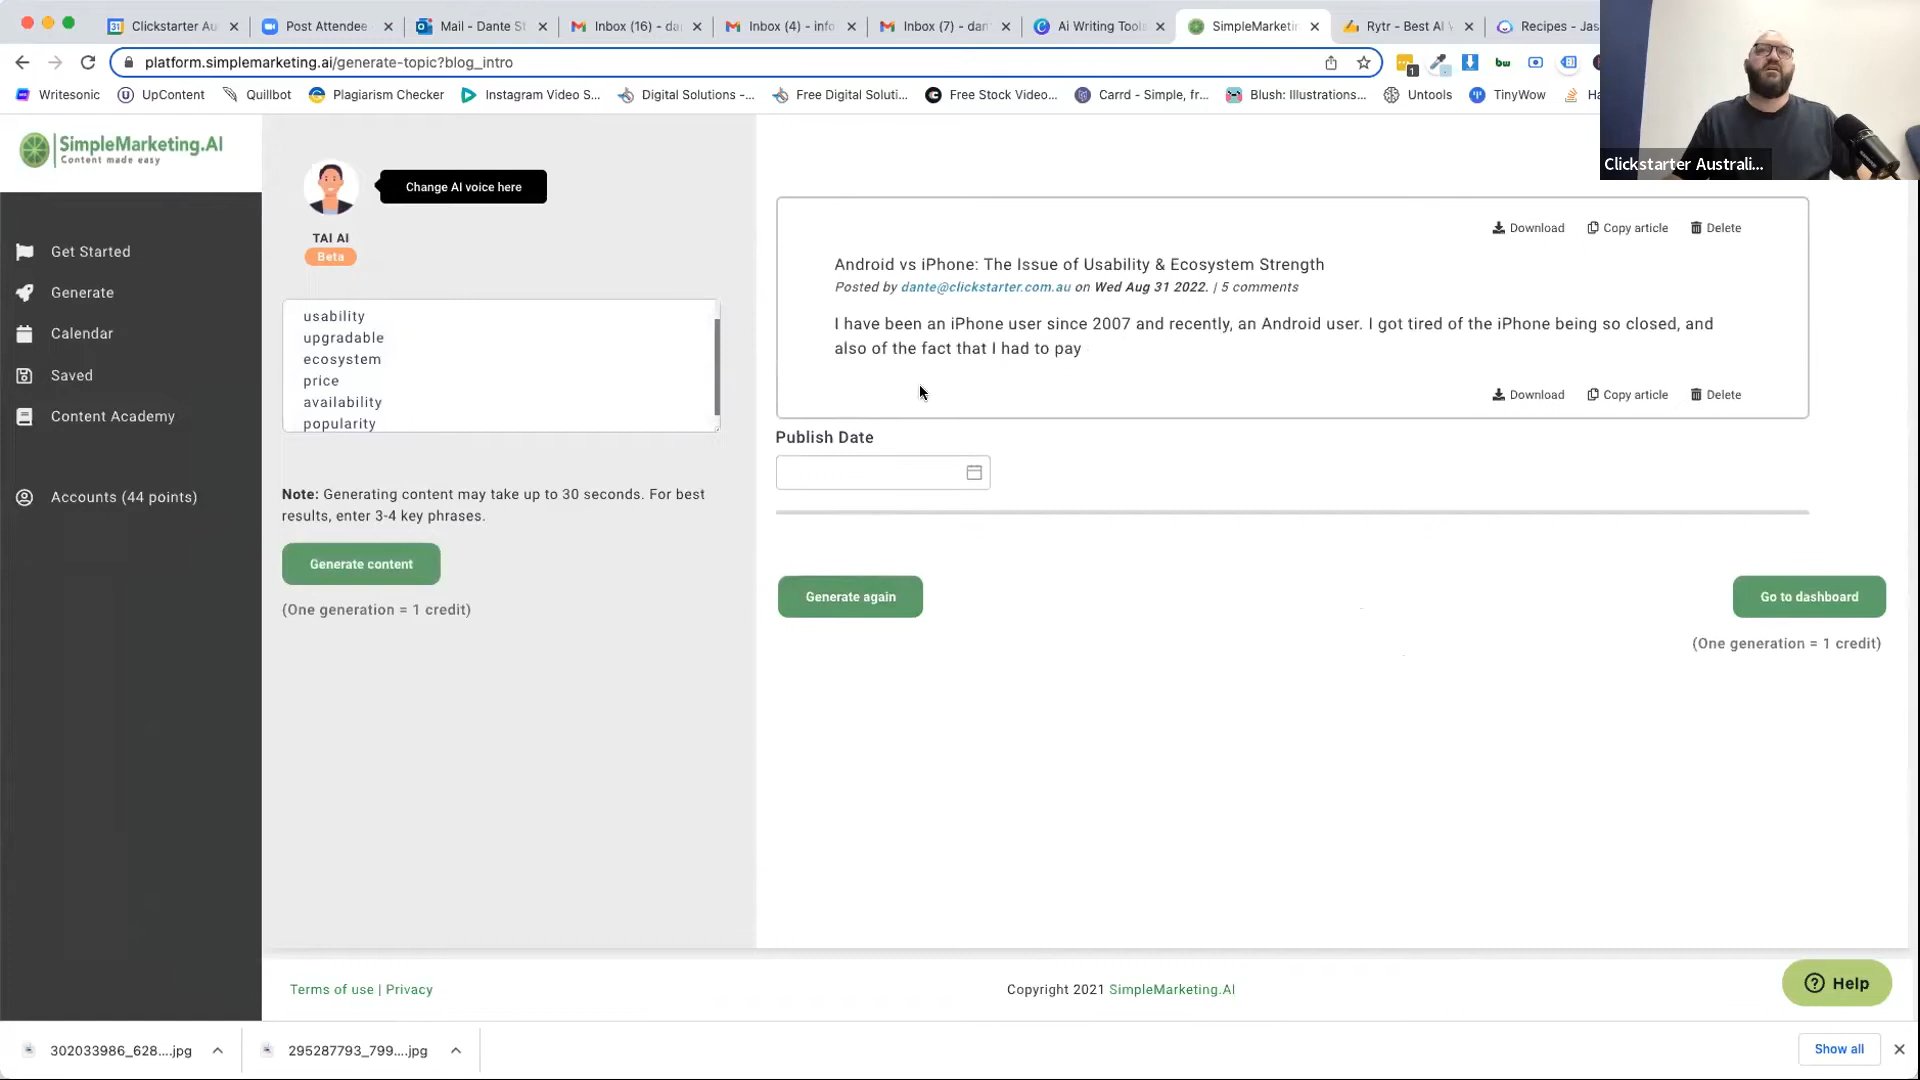 Clickstarter Au
Post Attendee
Mail - Dante St
Inbox (16) - da
Inbox (4) - info
Inbox (7) - dan
Ai Writing Tools
SimpleMarketin
Rytr - Best AI W
Recipes - Jas
platform.simplemarketing.ai/generate-topic?blog_intro
1
bw
Writesonic
UpContent
Quillbot
Plagiarism Checker
Instagram Video S...
Digital Solutions –...
Free Digital Soluti...
Free Stock Video...
Carrd - Simple, fr...
Blush: Illustrations...
Untools
TinyWow
Ha
Clickstarter Australi...
SimpleMarketing.AI
Content made easy
Get Started
Generate
Calendar
Saved
Content Academy
Accounts (44 points)
Change AI voice here
TAI AI
Beta
usability
upgradable
ecosystem
price
availability
popularity
Note: Generating content may take up to 30 seconds. For best
results, enter 3-4 key phrases.
Generate content
(One generation = 1 credit)
Download Copy article Delete
Android vs iPhone: The Issue of Usability & Ecosystem Strength
Posted by dante@clickstarter.com.au on Wed Aug 31 2022. | 5 comments
I have been an iPhone user since 2007 and recently, an Android user. I got tired of the iPhone being so closed, and
also of the fact that I had to pay
Download Copy article Delete
Publish Date
Generate again
Go to dashboard
(One generation = 1 credit)
Terms of use | Privacy
Copyright 2021 SimpleMarketing.AI
Help
302033986_628....jpg
295287793_799....jpg
Show all